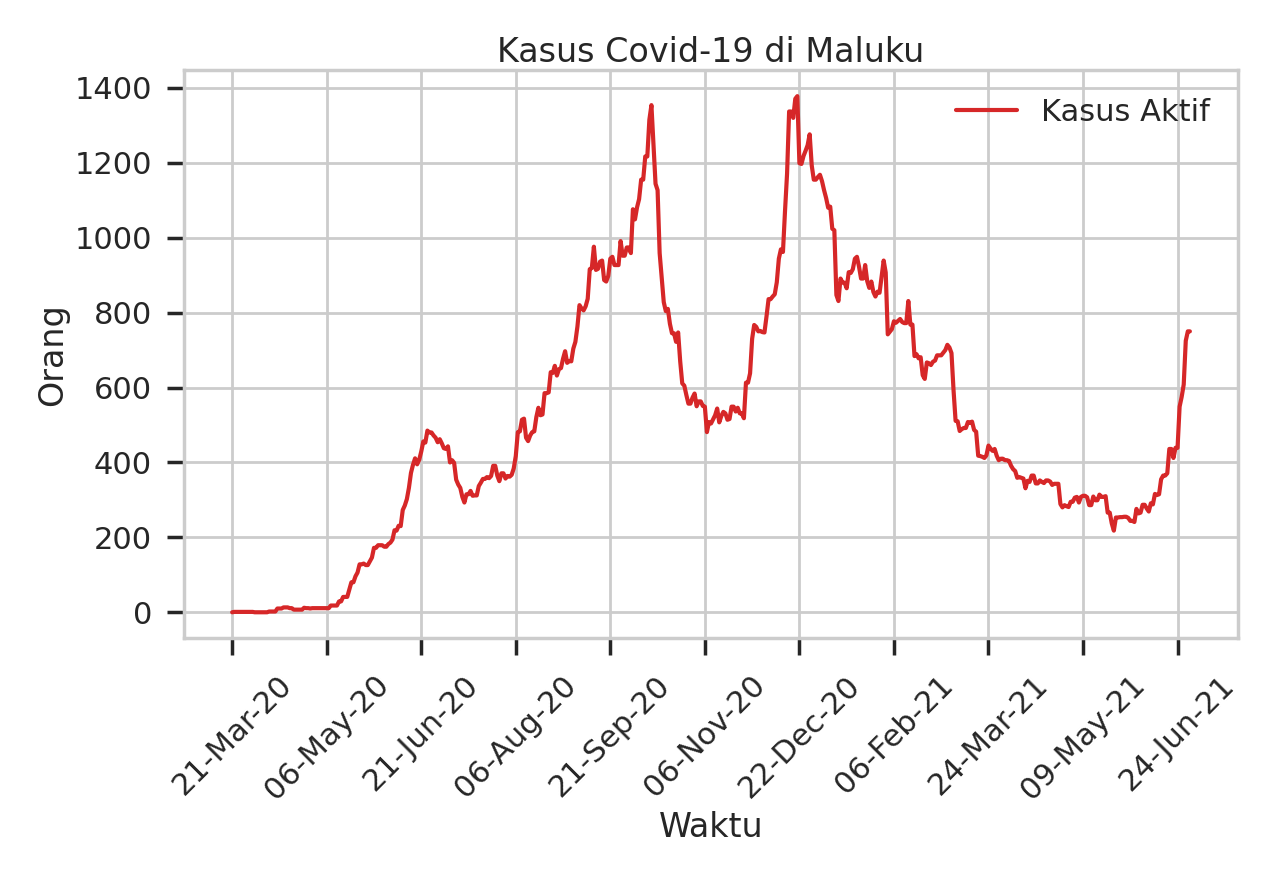 Kasus Covid-19 di Maluku
Kasus Aktif
1400
1200
1000
800
600
400
200
0
Orang
21-Mar-20
06-May-20
21-Jun-20
06-Aug-20
21-Sep-20
06-Nov-20
22-Dec-20
06-Feb-21
24-Mar-21
09-May-21
24-Jun-21
Waktu